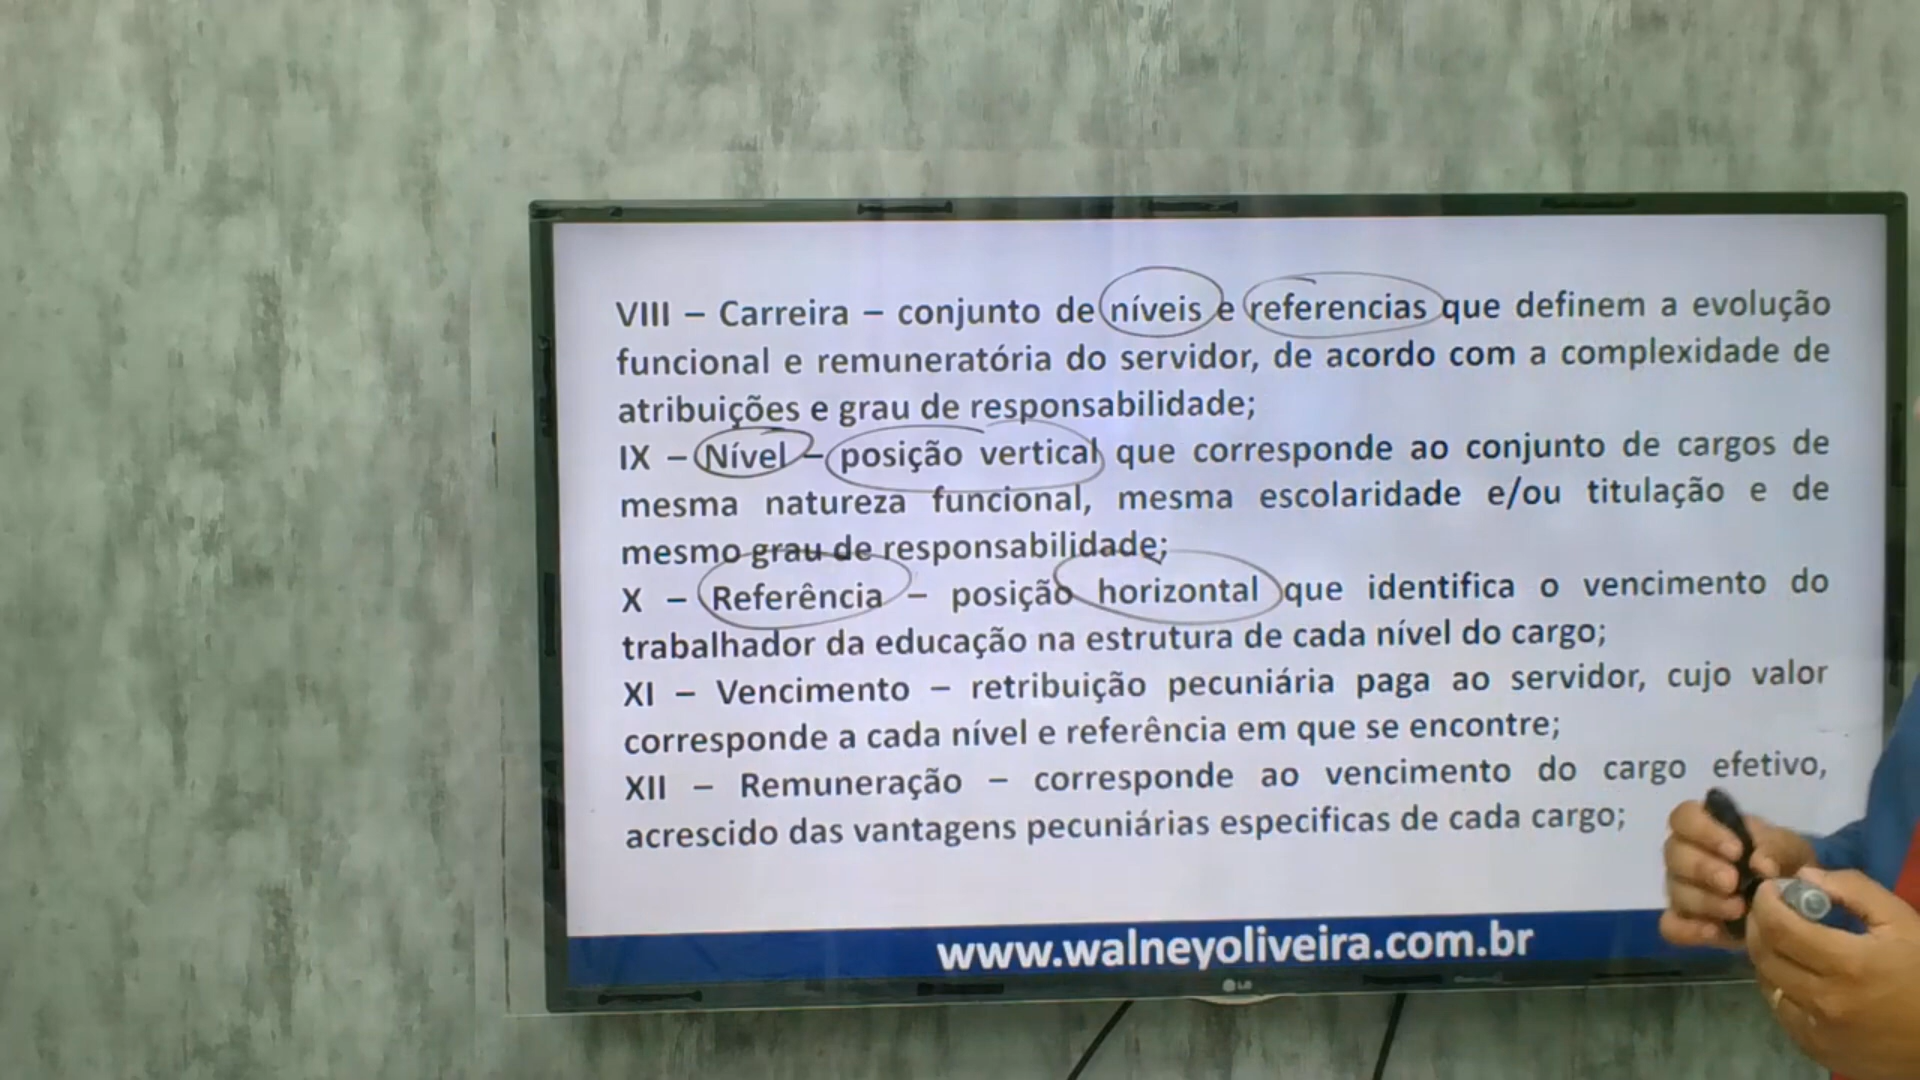 VIII – Carreira – conjunto de níveis e referencias que definem a evolução
funcional e remuneratória do servidor, de acordo com a complexidade de
atribuições e grau de responsabilidade;
IX – Nível – posição vertical que corresponde ao conjunto de cargos de
mesma natureza funcional, mesma escolaridade e/ou titulação e de
mesmo grau de responsabilidade;
X – Referência – posição horizontal que identifica o vencimento do
trabalhador da educação na estrutura de cada nível do cargo;
XI – Vencimento – retribuição pecuniária paga ao servidor, cujo valor
corresponde a cada nível e referência em que se encontre;
XII – Remuneração – corresponde ao vencimento do cargo efetivo,
acrescido das vantagens pecuniárias especificas de cada cargo;
www.walneyoliveira.com.br
LG